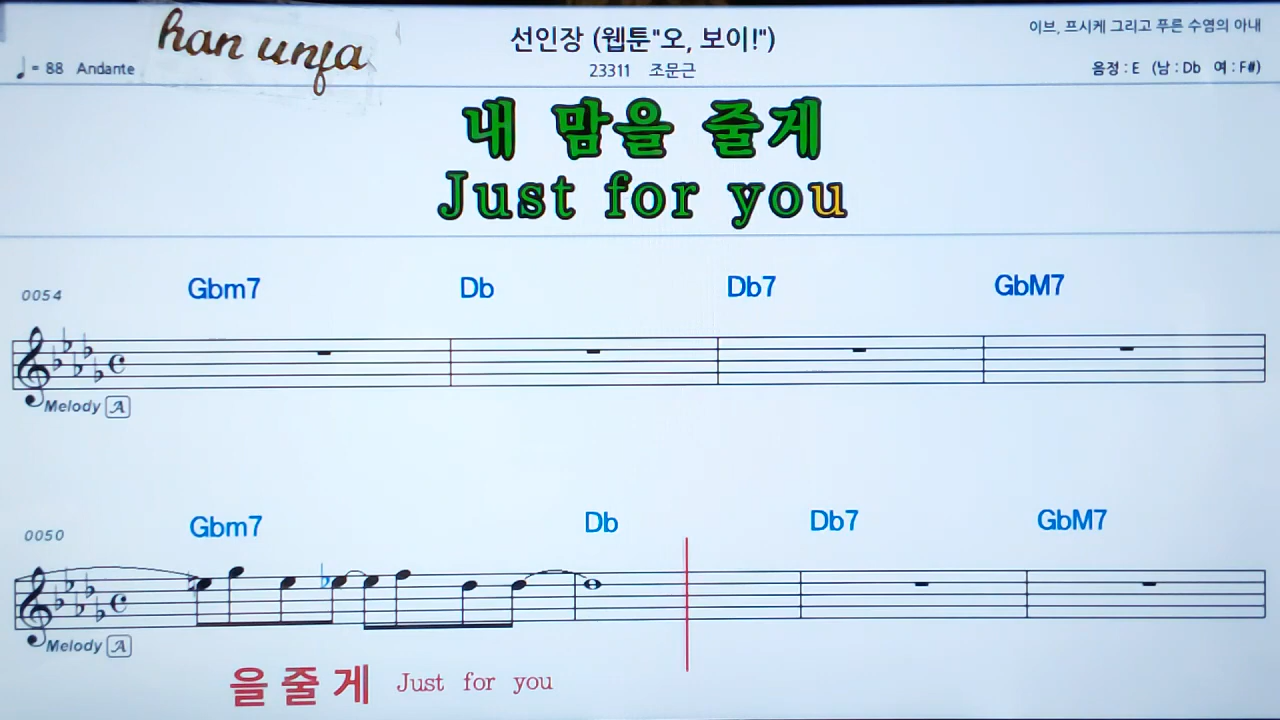 han unfa
선인장 (웹툰"오, 보이!")
이브, 프시케 그리고 푸른 수염의 아내
♩ = 88 Andante
23311 조문근
음정 : E (남 : Db 여 : F#)
내 맘을 줄게
Just for you
0054 Gbm7 Db Db7 GbM7
Melody A
0050 Gbm7 Db Db7 GbM7
Melody A
을 줄 게 Just for you